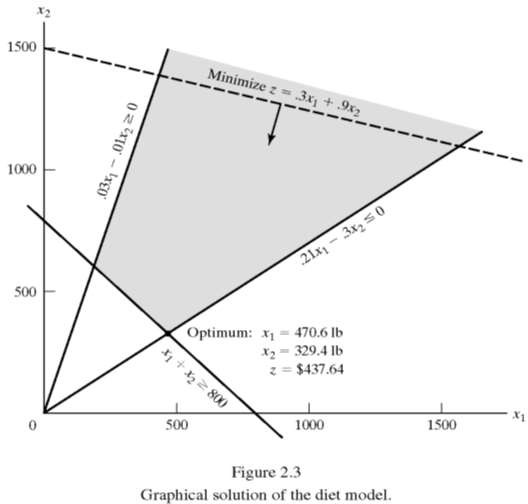 x₂
1500
Minimize z = .3x₁ + .9x₂
.03x₁ − .01x₂ ≥ 0
1000
.21x₁ − .3x₂ ≤ 0
500
Optimum: x₁ = 470.6 lb
x₂ = 329.4 lb
z = $437.64
x₁ + x₂ ≥ 800
0 500 1000 1500 x₁
Figure 2.3
Graphical solution of the diet model.